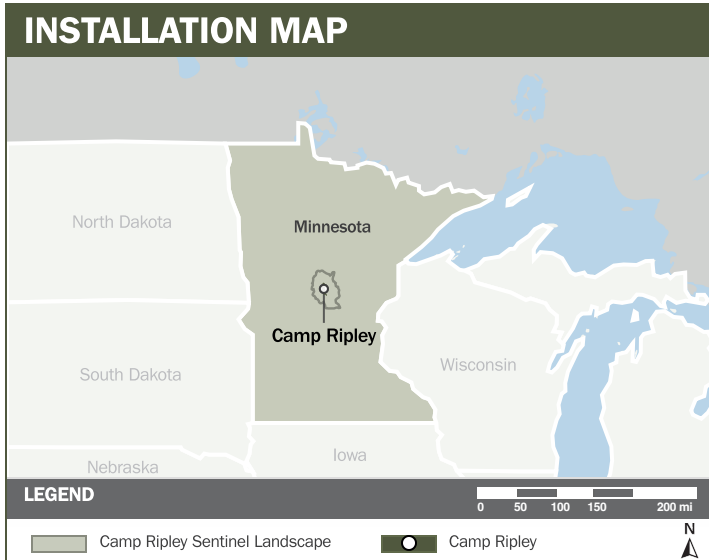 INSTALLATION MAP
North Dakota
Minnesota
Camp Ripley
South Dakota
Wisconsin
Iowa
Nebraska
LEGEND
0 50 100 150 200 mi
Camp Ripley Sentinel Landscape
Camp Ripley
N